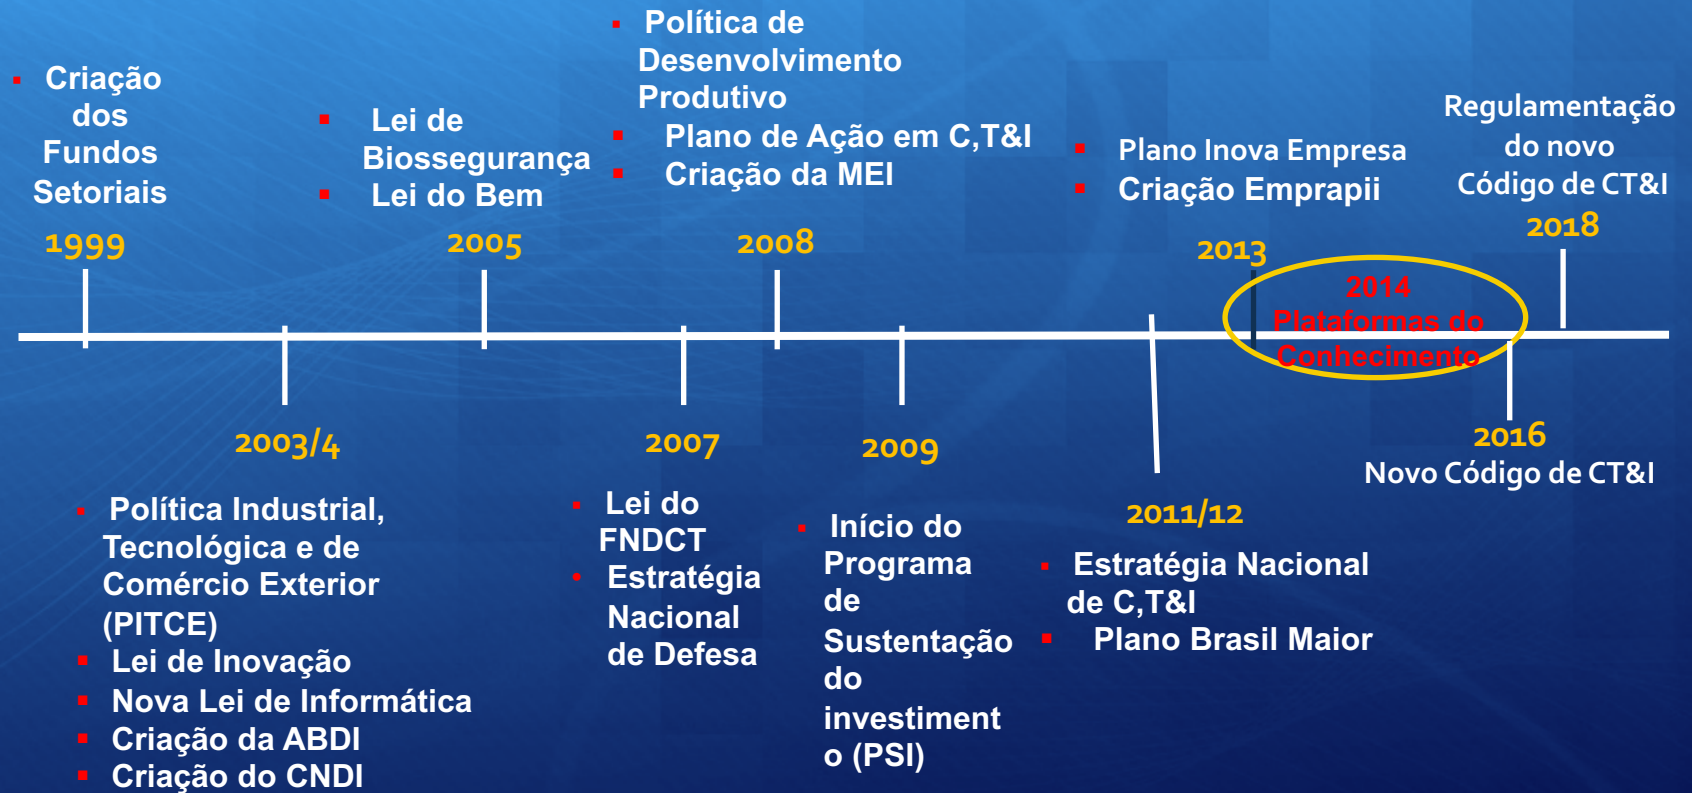 Criação
dos
Fundos
Setoriais
1999
Política Industrial,
Tecnológica e de
Comércio Exterior
(PITCE)
Lei de Inovação
Nova Lei de Informática
Criação da ABDI
Criação do CNDI
2003/4
Lei de
Biossegurança
Lei do Bem
2005
2007
Lei do
FNDCT
Estratégia
Nacional
de Defesa
Política de
Desenvolvimento
Produtivo
Plano de Ação em C,T&I
Criação da MEI
2008
2009
Início do
Programa
de
Sustentação
do
investiment
o (PSI)
2011/12
Estratégia Nacional
de C,T&I
Plano Brasil Maior
Plano Inova Empresa
Criação Emprapii
2013
2014
Plataformas do
Conhecimento
2016
Novo Código de CT&I
Regulamentação
do novo
Código de CT&I
2018